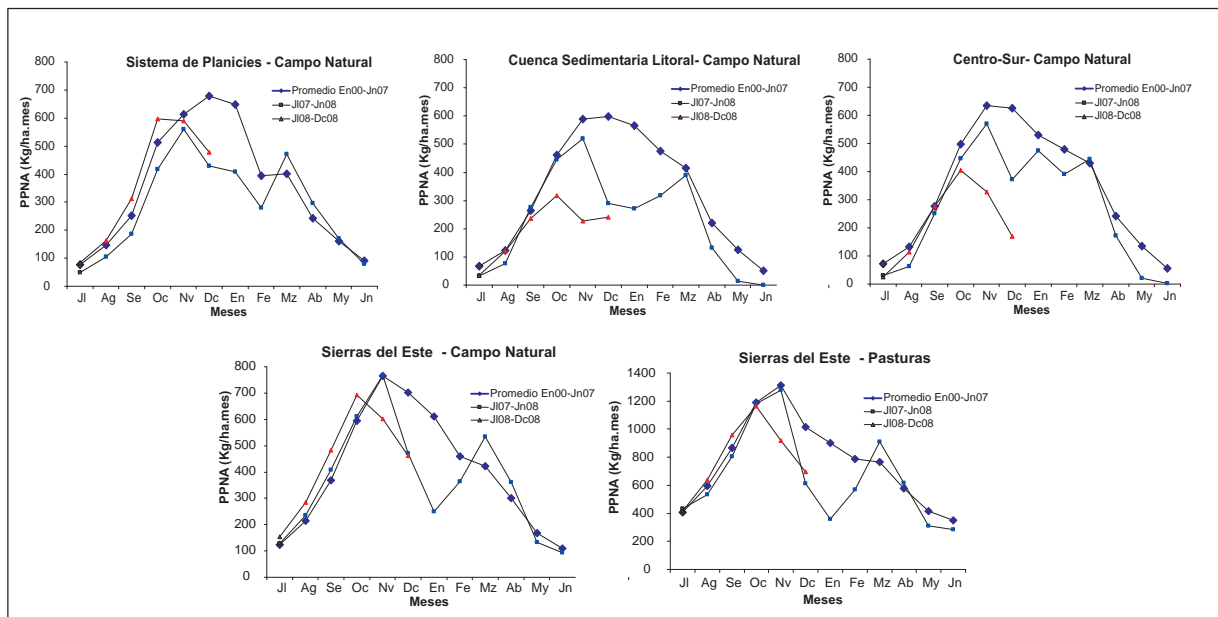 Sistema de Planicies - Campo Natural
PPNA (Kg/ha.mes)
800
700
600
500
400
300
200
100
0
Promedio En00-Jn07
Jl07-Jn08
Jl08-Dc08
Jl Ag Se Oc Nv Dc En Fe Mz Ab My Jn
Meses
Cuenca Sedimentaria Litoral- Campo Natural
PPNA (Kg/ha.mes)
800
700
600
500
400
300
200
100
0
Promedio En00-Jn07
Jl07-Jn08
Jl08-Dc08
Jl Ag Se Oc Nv Dc En Fe Mz Ab My Jn
Meses
Centro-Sur- Campo Natural
PPNA (Kg/ha.mes)
800
700
600
500
400
300
200
100
0
Promedio En00-Jn07
Jl07-Jn08
Jl08-Dc08
Jl Ag Se Oc Nv Dc En Fe Mz Ab My Jn
Meses
Sierras del Este - Campo Natural
PPNA (Kg/ha.mes)
800
700
600
500
400
300
200
100
0
Promedio En00-Jn07
Jl07-Jn08
Jl08-Dc08
Jl Ag Se Oc Nv Dc En Fe Mz Ab My Jn
Meses
Sierras del Este - Pasturas
PPNA (Kg/ha.mes)
1400
1200
1000
800
600
400
200
0
Promedio En00-Jn07
Jl07-Jn08
Jl08-Dc08
Jl Ag Se Oc Nv Dc En Fe Mz Ab My Jn
Meses